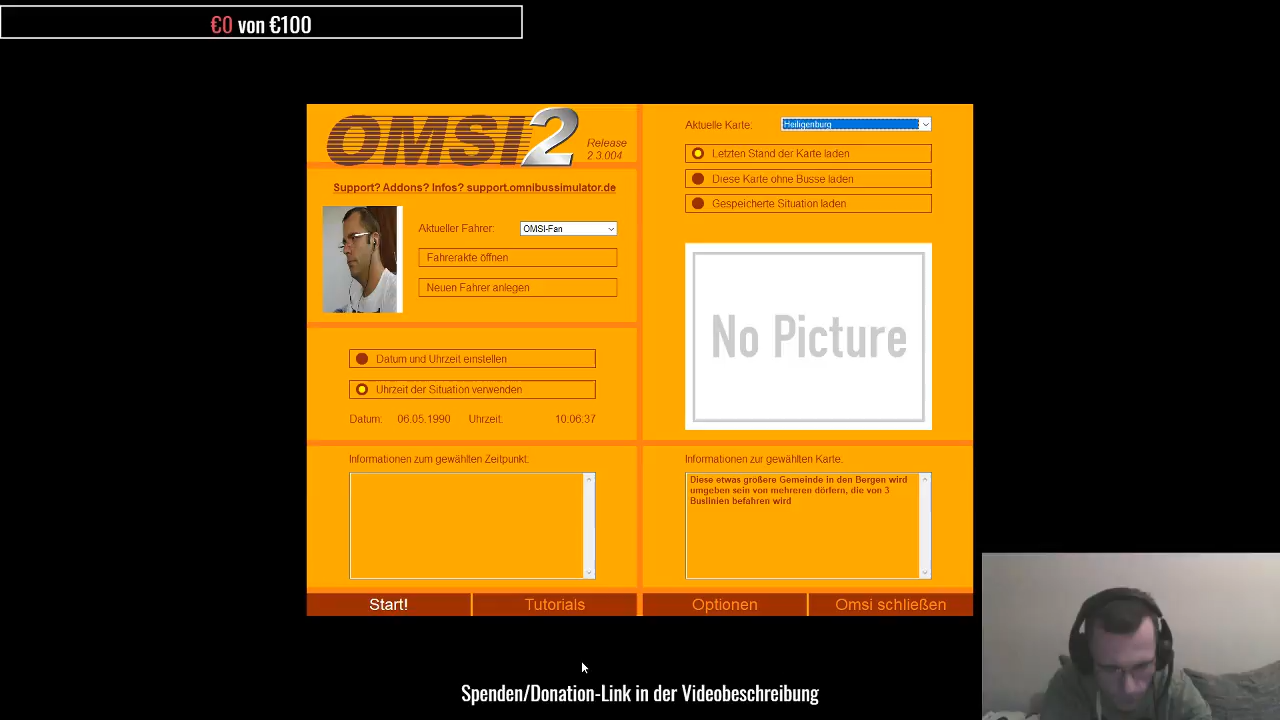 €0 von €100
OMSI 2
Release
2.3.004
Support? Addons? Infos? support.omnibussimulator.de
Aktueller Fahrer:
OMSI-Fan
Fahrerakte öffnen
Neuen Fahrer anlegen
Datum und Uhrzeit einstellen
Uhrzeit der Situation verwenden
Datum: 06.05.1990 Uhrzeit: 10:06:37
Informationen zum gewählten Zeitpunkt:
Aktuelle Karte:
Heiligenburg
Letzten Stand der Karte laden
Diese Karte ohne Busse laden
Gespeicherte Situation laden
No Picture
Informationen zur gewählten Karte:
Diese etwas größere Gemeinde in den Bergen wird
umgeben sein von mehreren dörfern, die von 3
Buslinien befahren wird
Start!
Tutorials
Optionen
Omsi schließen
Spenden/Donation-Link in der Videobeschreibung